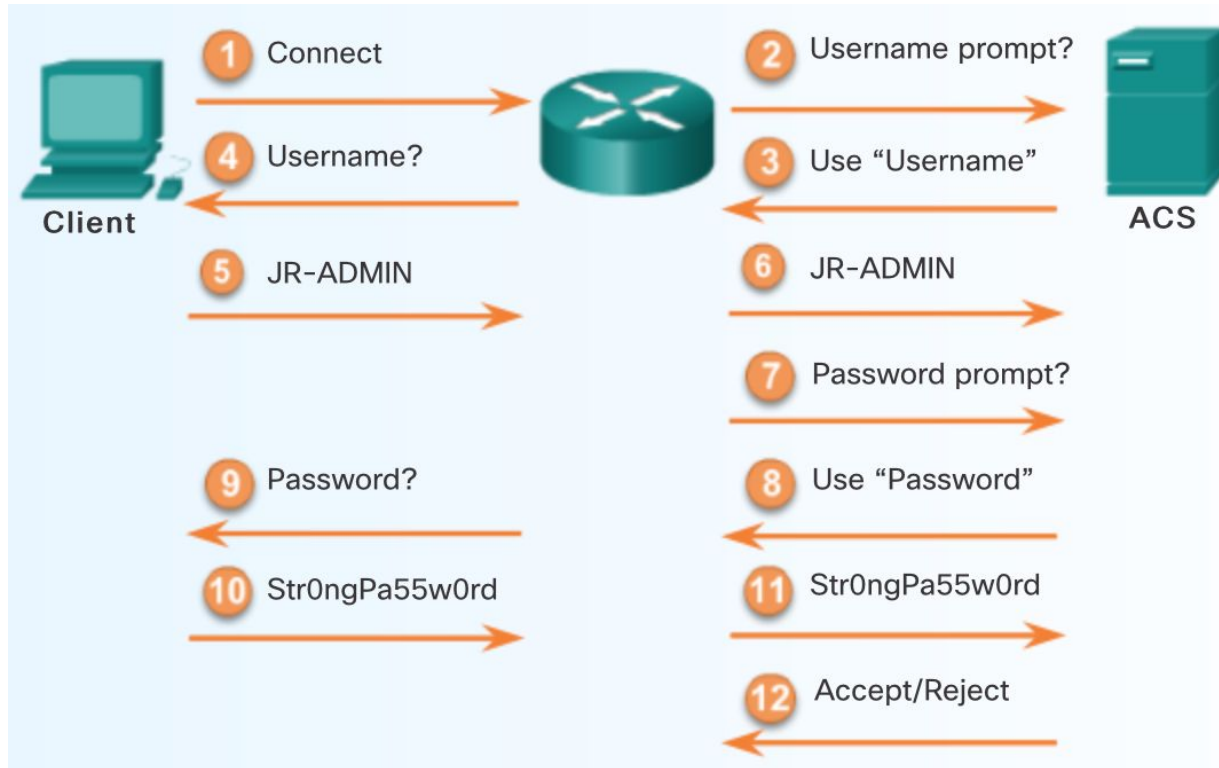 1 Connect
2 Username prompt?
4 Username?
3 Use “Username”
Client
ACS
5 JR-ADMIN
6 JR-ADMIN
7 Password prompt?
9 Password?
8 Use “Password”
10 Str0ngPa55w0rd
11 Str0ngPa55w0rd
12 Accept/Reject